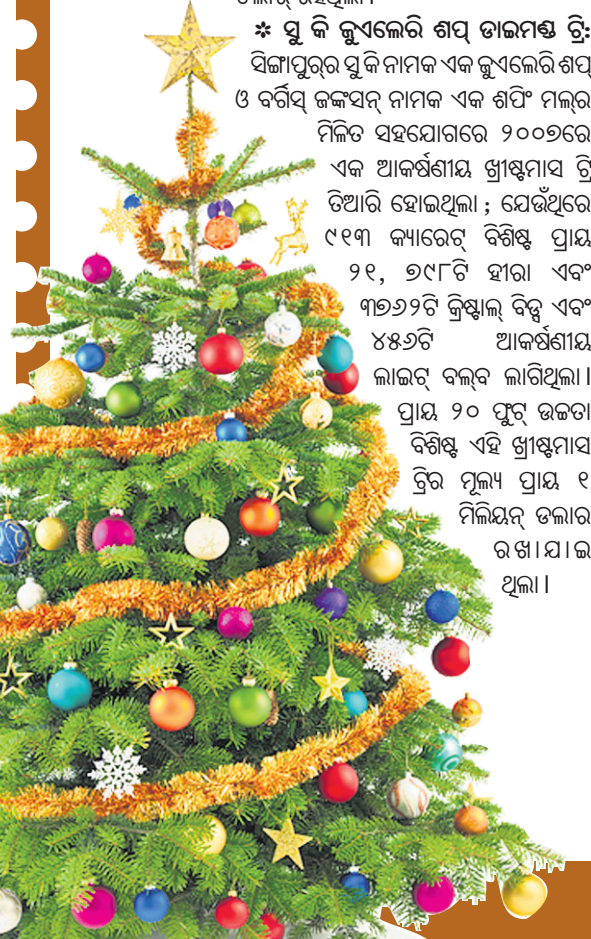 ✻ ସୁ କି ଜୁଏଲେରି ଶପ୍ ଡାଇମଣ୍ଡ ଟ୍ରି:
ସିଙ୍ଗାପୁର୍‌ର ସୁ କି ନାମକ ଏକ ଜୁଏଲେରି ଶପ୍
ଓ ବର୍ଗିସ୍ ଜଙ୍କସନ୍ ନାମକ ଏକ ଶପିଂ ମଲ୍‌ର
ମିଳିତ ସହଯୋଗରେ ୨୦୦୭ରେ
ଏକ ଆକର୍ଷଣୀୟ ଖ୍ରୀଷ୍ଟମାସ ଟ୍ରି
ତିଆରି ହୋଇଥିଲା ; ଯେଉଁଥିରେ
୯୧୩ କ୍ୟାରେଟ୍ ବିଶିଷ୍ଟ ପ୍ରାୟ
୨୧, ୭୯୮ଟି ହୀରା ଏବଂ
୩୭୬୨ଟି କ୍ରିଷ୍ଟାଲ୍ ବିଡ୍ସ ଏବଂ
୪୫୬ଟି ଆକର୍ଷଣୀୟ
ଲାଇଟ୍ ବଲ୍‌ବ ଲାଗିଥିଲା।
ପ୍ରାୟ ୨୦ ଫୁଟ୍ ଉଚ୍ଚତା
ବିଶିଷ୍ଟ ଏହି ଖ୍ରୀଷ୍ଟମାସ
ଟ୍ରିର ମୂଲ୍ୟ ପ୍ରାୟ ୧
ମିଲିୟନ୍ ଡଲାର
ରଖାଯାଇ
ଥିଲା।